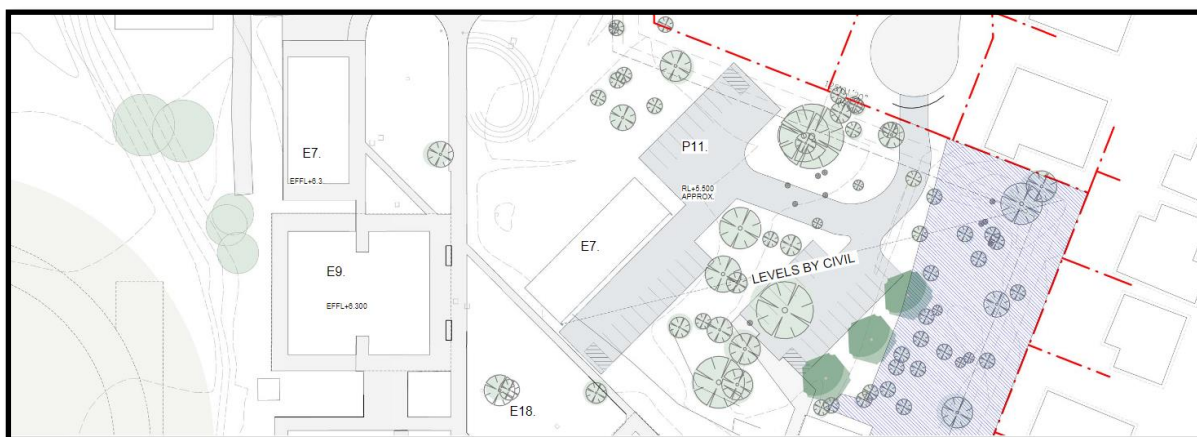 E7.
EFFL+6.3.
P11.
RL+5.500
APPROX.
E7.
E9.
EFFL+6.300
LEVELS BY CIVIL
E18.